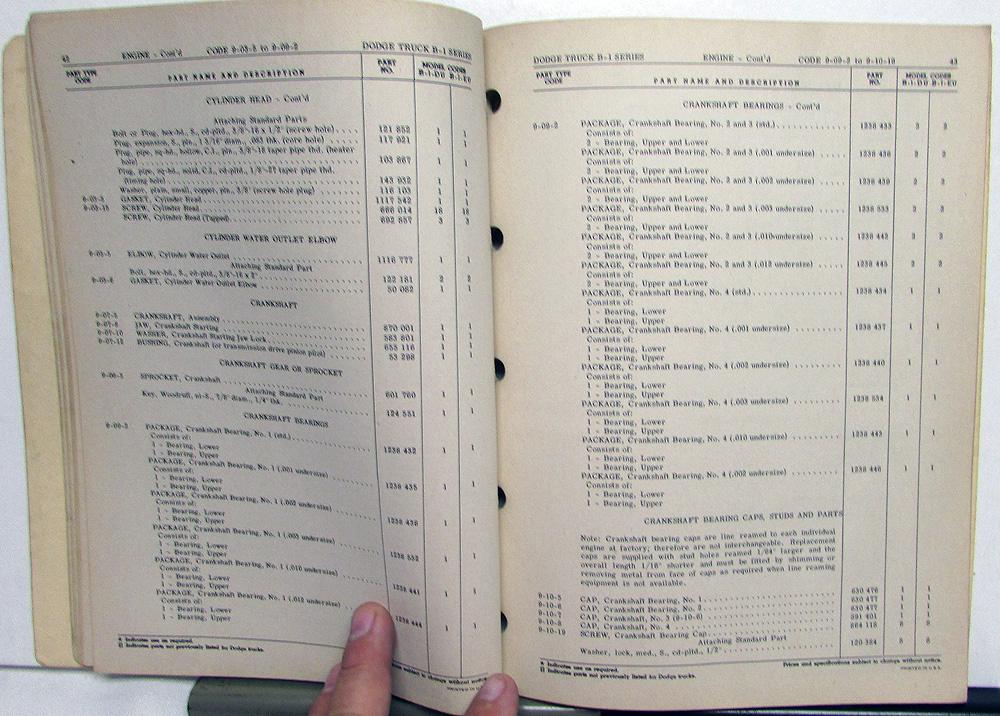 42 ENGINE - Cont'd CODE 9-03-3 to 9-09-2 DODGE TRUCK B-1 SERIES
PART TYPE CODE PART NAME AND DESCRIPTION PART NO. MODEL CODES B-1-DU B-1-EU
CYLINDER HEAD - Cont'd
Attaching Standard Parts
Bolt or Plug, hex-hd., S., cd-pltd., 3/8"-16 x 1/2" (screw hole) 121 852 1 1
Plug, expansion, S., pln., 1 3/16" diam., .083 thk. (core hole) 117 621 1 1
Plug, pipe, sq-hd., hollow, C.I., pln., 3/8"-18 taper pipe thd. (heater
hole) 103 867 1 1
Plug, pipe, sq-hd., solid, C.I., cd-pltd., 1/8"-27 taper pipe thd.
(timing hole) 143 932 1 1
Washer, plain, small, copper, pln., 3/8" (screw hole plug) 116 103 1 1
GASKET, Cylinder Head 1117 542 1 1
SCREW, Cylinder Head 666 014 18 18
SCREW, Cylinder Head (Tapped) 692 857 3 3
CYLINDER WATER OUTLET ELBOW
ELBOW, Cylinder Water Outlet 1116 777 1 1
Attaching Standard Part
Bolt, hex-hd., S., cd-pltd., 3/8"-16 x 1" 122 181 2 2
GASKET, Cylinder Water Outlet Elbow 50 082 1 1
CRANKSHAFT
9-07-3 CRANKSHAFT, Assembly 870 001 1 1
9-07-8 JAW, Crankshaft Starting 583 801 1 1
9-07-10 WASHER, Crankshaft Starting Jaw Lock 655 116 1 1
9-07-12 BUSHING, Crankshaft (for transmission drive pinion pilot) 53 298 1 1
CRANKSHAFT GEAR OR SPROCKET
SPROCKET, Crankshaft 601 760 1 1
Attaching Standard Part
Key, Woodruff, ni-S., 7/8" diam., 1/4" thk. 124 551 1 1
CRANKSHAFT BEARINGS
9-09-2 PACKAGE, Crankshaft Bearing, No. 1 (std.) 1238 432 1 1
Consists of:
1 - Bearing, Lower
1 - Bearing, Upper
PACKAGE, Crankshaft Bearing, No. 1 (.001 undersize) 1238 435 1 1
Consists of:
1 - Bearing, Lower
1 - Bearing, Upper
PACKAGE, Crankshaft Bearing, No. 1 (.002 undersize) 1238 438 1 1
Consists of:
1 - Bearing, Lower
1 - Bearing, Upper
PACKAGE, Crankshaft Bearing, No. 1 (.003 undersize) 1238 532 1 1
Consists of:
1 - Bearing, Lower
1 - Bearing, Upper
PACKAGE, Crankshaft Bearing, No. 1 (.010 undersize) 1238 441 1 1
Consists of:
1 - Bearing, Lower
1 - Bearing, Upper
PACKAGE, Crankshaft Bearing, No. 1 (.012 undersize) 1238 444 1 1
Consists of:
1 - Bearing, Lower
1 - Bearing, Upper
* Indicates use as required.
[] Indicates parts not previously listed for Dodge trucks.
subject to change without notice.
DODGE TRUCK B-1 SERIES ENGINE - Cont'd CODE 9-09-2 to 9-10-19 43
PART TYPE CODE PART NAME AND DESCRIPTION PART NO. MODEL CODES B-1-DU B-1-EU
CRANKSHAFT BEARINGS - Cont'd
9-09-2 PACKAGE, Crankshaft Bearing, No. 2 and 3 (std.) 1238 433 2 2
Consists of:
2 - Bearing, Upper and Lower
PACKAGE, Crankshaft Bearing, No. 2 and 3 (.001 undersize) 1238 436 2 2
Consists of:
2 - Bearing, Upper and Lower
PACKAGE, Crankshaft Bearing, No. 2 and 3 (.002 undersize) 1238 439 2 2
Consists of:
2 - Bearing, Upper and Lower
PACKAGE, Crankshaft Bearing, No. 2 and 3 (.003 undersize) 1238 533 2 2
Consists of:
2 - Bearing, Upper and Lower
PACKAGE, Crankshaft Bearing, No. 2 and 3 (.010 undersize) 1238 442 2 2
Consists of:
2 - Bearing, Upper and Lower
PACKAGE, Crankshaft Bearing, No. 2 and 3 (.012 undersize) 1238 445 2 2
Consists of:
2 - Bearing, Upper and Lower
PACKAGE, Crankshaft Bearing, No. 4 (std.) 1238 434 1 1
Consists of:
1 - Bearing, Lower
1 - Bearing, Upper
PACKAGE, Crankshaft Bearing, No. 4 (.001 undersize) 1238 437 1 1
Consists of:
1 - Bearing, Lower
1 - Bearing, Upper
PACKAGE, Crankshaft Bearing, No. 4 (.002 undersize) 1238 440 1 1
Consists of:
1 - Bearing, Lower
1 - Bearing, Upper
PACKAGE, Crankshaft Bearing, No. 4 (.003 undersize) 1238 534 1 1
Consists of:
1 - Bearing, Lower
1 - Bearing, Upper
PACKAGE, Crankshaft Bearing, No. 4 (.010 undersize) 1238 443 1 1
Consists of:
1 - Bearing, Lower
1 - Bearing, Upper
PACKAGE, Crankshaft Bearing, No. 4 (.002 undersize) 1238 446 1 1
Consists of:
1 - Bearing, Lower
1 - Bearing, Upper
CRANKSHAFT BEARING CAPS, STUDS AND PARTS
Note: Crankshaft bearing caps are line reamed to each individual
engine at factory; therefore are not interchangeable. Replacement
caps are supplied with stud holes reamed 1/64" larger and the
overall length 1/16" shorter and must be fitted by shimming or
removing metal from face of caps as required when line reaming
equipment is not available.
9-10-5 CAP, Crankshaft Bearing, No. 1 630 476 1 1
9-10-6 CAP, Crankshaft Bearing, No. 2 630 477 1 1
9-10-7 CAP, Crankshaft Bearing, No. 3 (9-10-6) 630 477 1 1
9-10-8 CAP, Crankshaft Bearing, No. 4 891 401 1 1
9-10-19 SCREW, Crankshaft Bearing Cap 864 118 8 8
Attaching Standard Part
Washer, lock, med., S., cd-pltd., 1/2" 120 384 8 8
* Indicates use as required.
[] Indicates parts not previously listed for Dodge trucks.
Prices and specifications subject to change without notice.
PRINTED IN U.S.A.